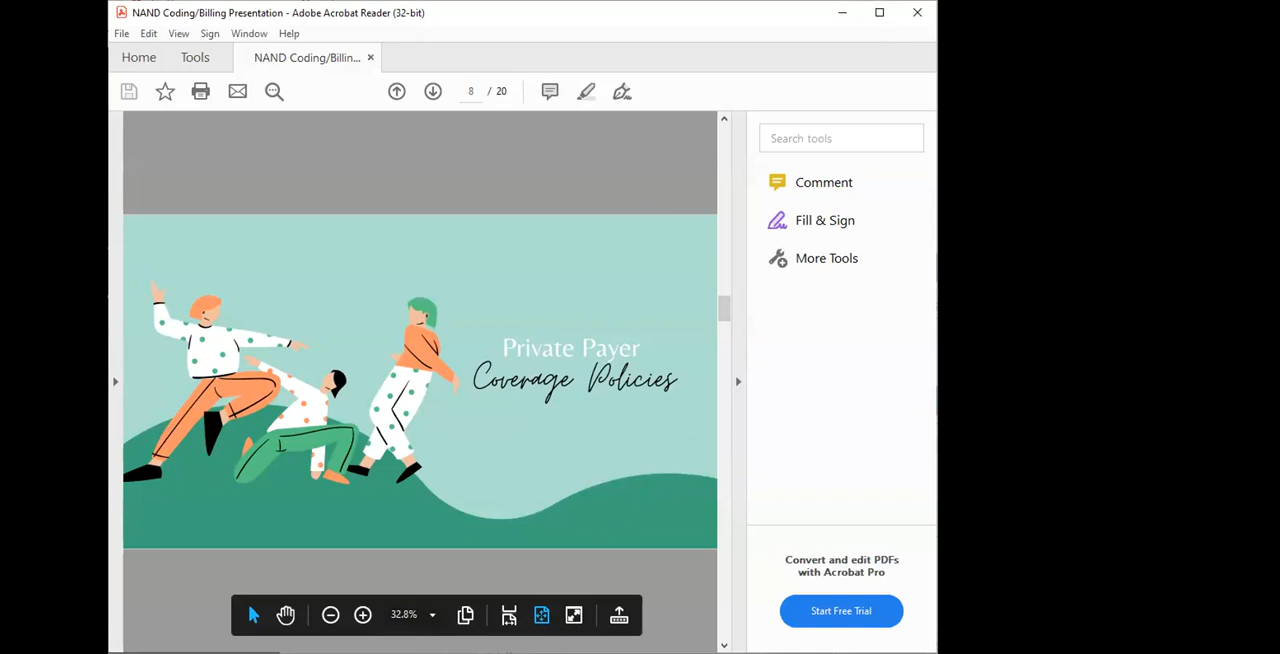 NAND Coding/Billing Presentation - Adobe Acrobat Reader (32-bit)
File Edit View Sign Window Help
Home Tools NAND Coding/Billin... ×
8 / 20
Search tools
Comment
Fill & Sign
More Tools
Private Payer
Coverage Policies
Convert and edit PDFs
with Acrobat Pro
Start Free Trial
32.8%